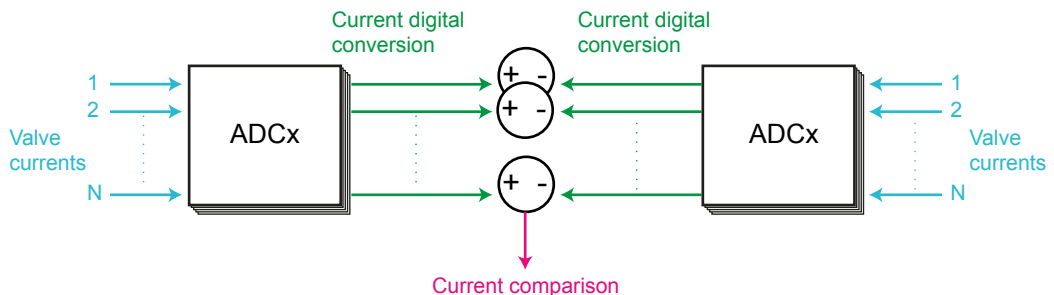 Current digital
conversion
Current digital
conversion
+ -
+ -
1
2
Valve
currents
N
ADCx
+ -
ADCx
1
2
Valve
currents
N
Current comparison